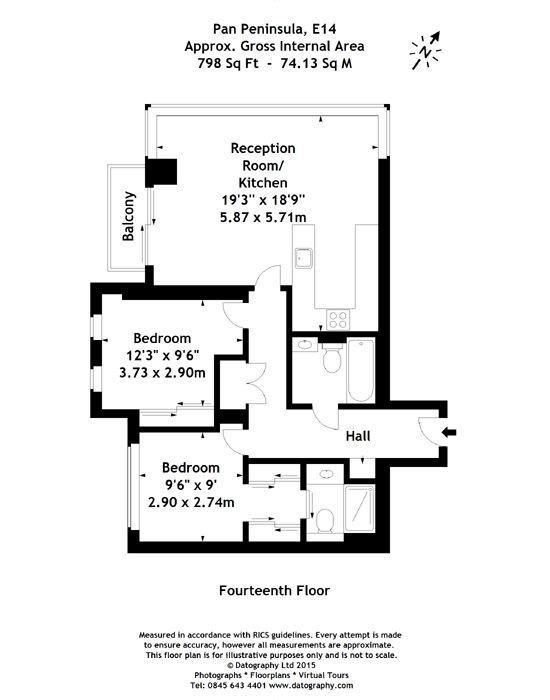 Pan Peninsula, E14
Approx. Gross Internal Area
798 Sq Ft - 74.13 Sq M
N
Reception
Room/
Kitchen
19'3" x 18'9"
5.87 x 5.71m
Balcony
Bedroom
12'3" x 9'6"
3.73 x 2.90m
Hall
Bedroom
9'6" x 9'
2.90 x 2.74m
Fourteenth Floor
Measured in accordance with RICS guidelines. Every attempt is made
to ensure accuracy, however all measurements are approximate.
This floor plan is for illustrative purposes only and is not to scale.
© Datography Ltd 2015
Photographs * Floorplans * Virtual Tours
Tel: 0845 643 4401 www.datography.com